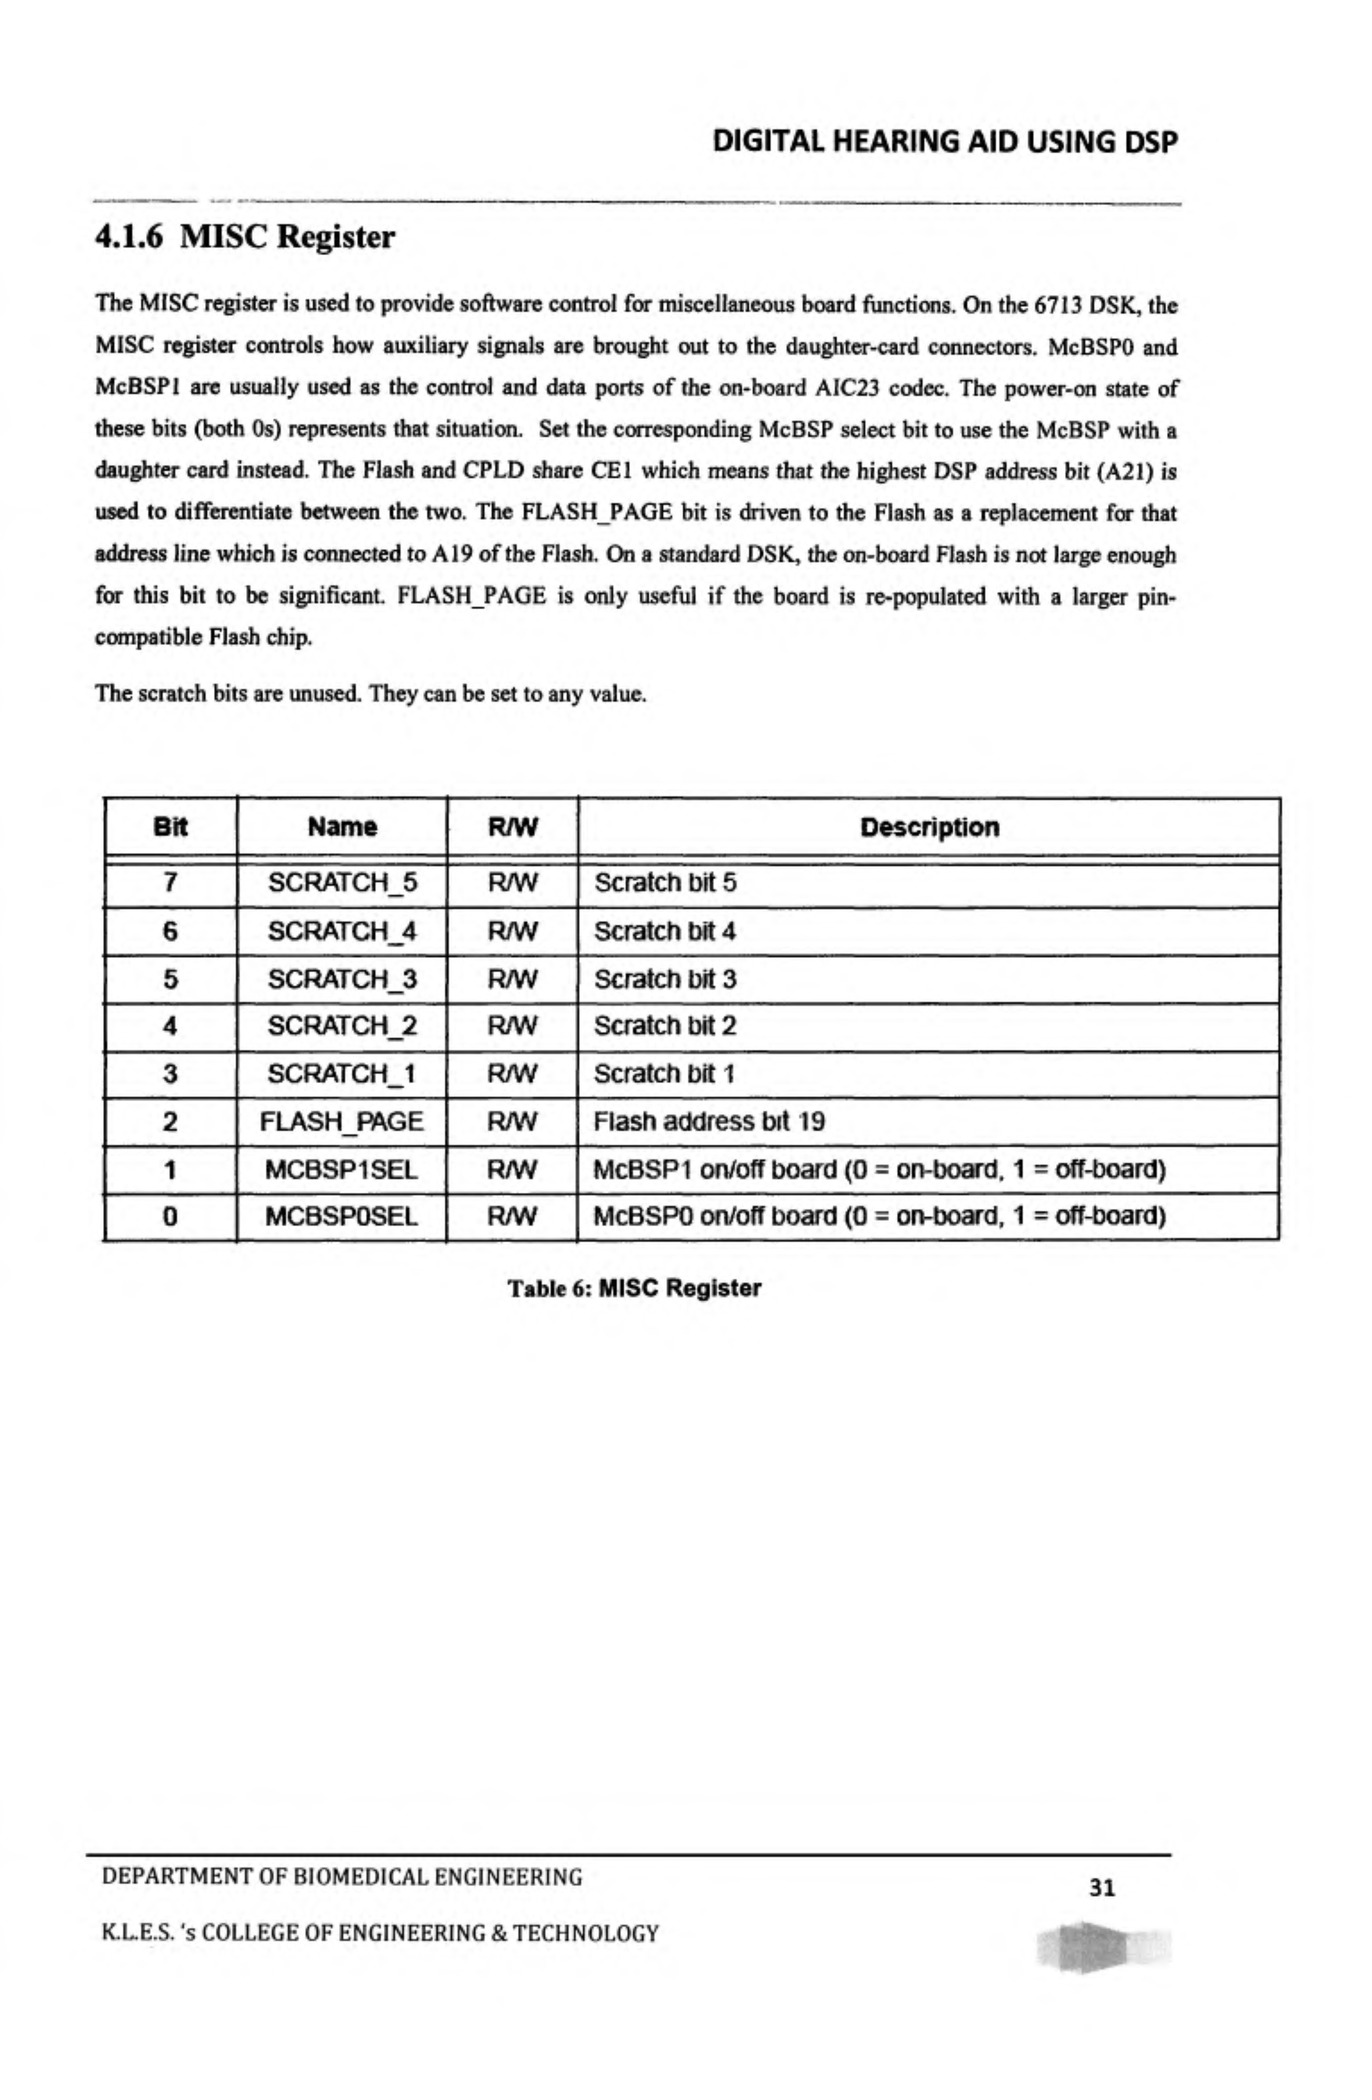 DIGITAL HEARING AID USING DSP
4.1.6 MISC Register
The MISC register is used to provide software control for miscellaneous board functions. On the 6713 DSK, the
MISC register controls how auxiliary signals are brought out to the daughter-card connectors. McBSP0 and
McBSP1 are usually used as the control and data ports of the on-board AIC23 codec. The power-on state of
these bits (both 0s) represents that situation. Set the corresponding McBSP select bit to use the McBSP with a
daughter card instead. The Flash and CPLD share CE1 which means that the highest DSP address bit (A21) is
used to differentiate between the two. The FLASH_PAGE bit is driven to the Flash as a replacement for that
address line which is connected to A19 of the Flash. On a standard DSK, the on-board Flash is not large enough
for this bit to be significant. FLASH_PAGE is only useful if the board is re-populated with a larger pin-
compatible Flash chip.
The scratch bits are unused. They can be set to any value.
Bit Name R/W Description
7 SCRATCH_5 R/W Scratch bit 5
6 SCRATCH_4 R/W Scratch bit 4
5 SCRATCH_3 R/W Scratch bit 3
4 SCRATCH_2 R/W Scratch bit 2
3 SCRATCH_1 R/W Scratch bit 1
2 FLASH_PAGE R/W Flash address bit 19
1 MCBSP1SEL R/W McBSP1 on/off board (0 = on-board, 1 = off-board)
0 MCBSP0SEL R/W McBSP0 on/off board (0 = on-board, 1 = off-board)
Table 6: MISC Register
DEPARTMENT OF BIOMEDICAL ENGINEERING
31
K.L.E.S. 's COLLEGE OF ENGINEERING & TECHNOLOGY